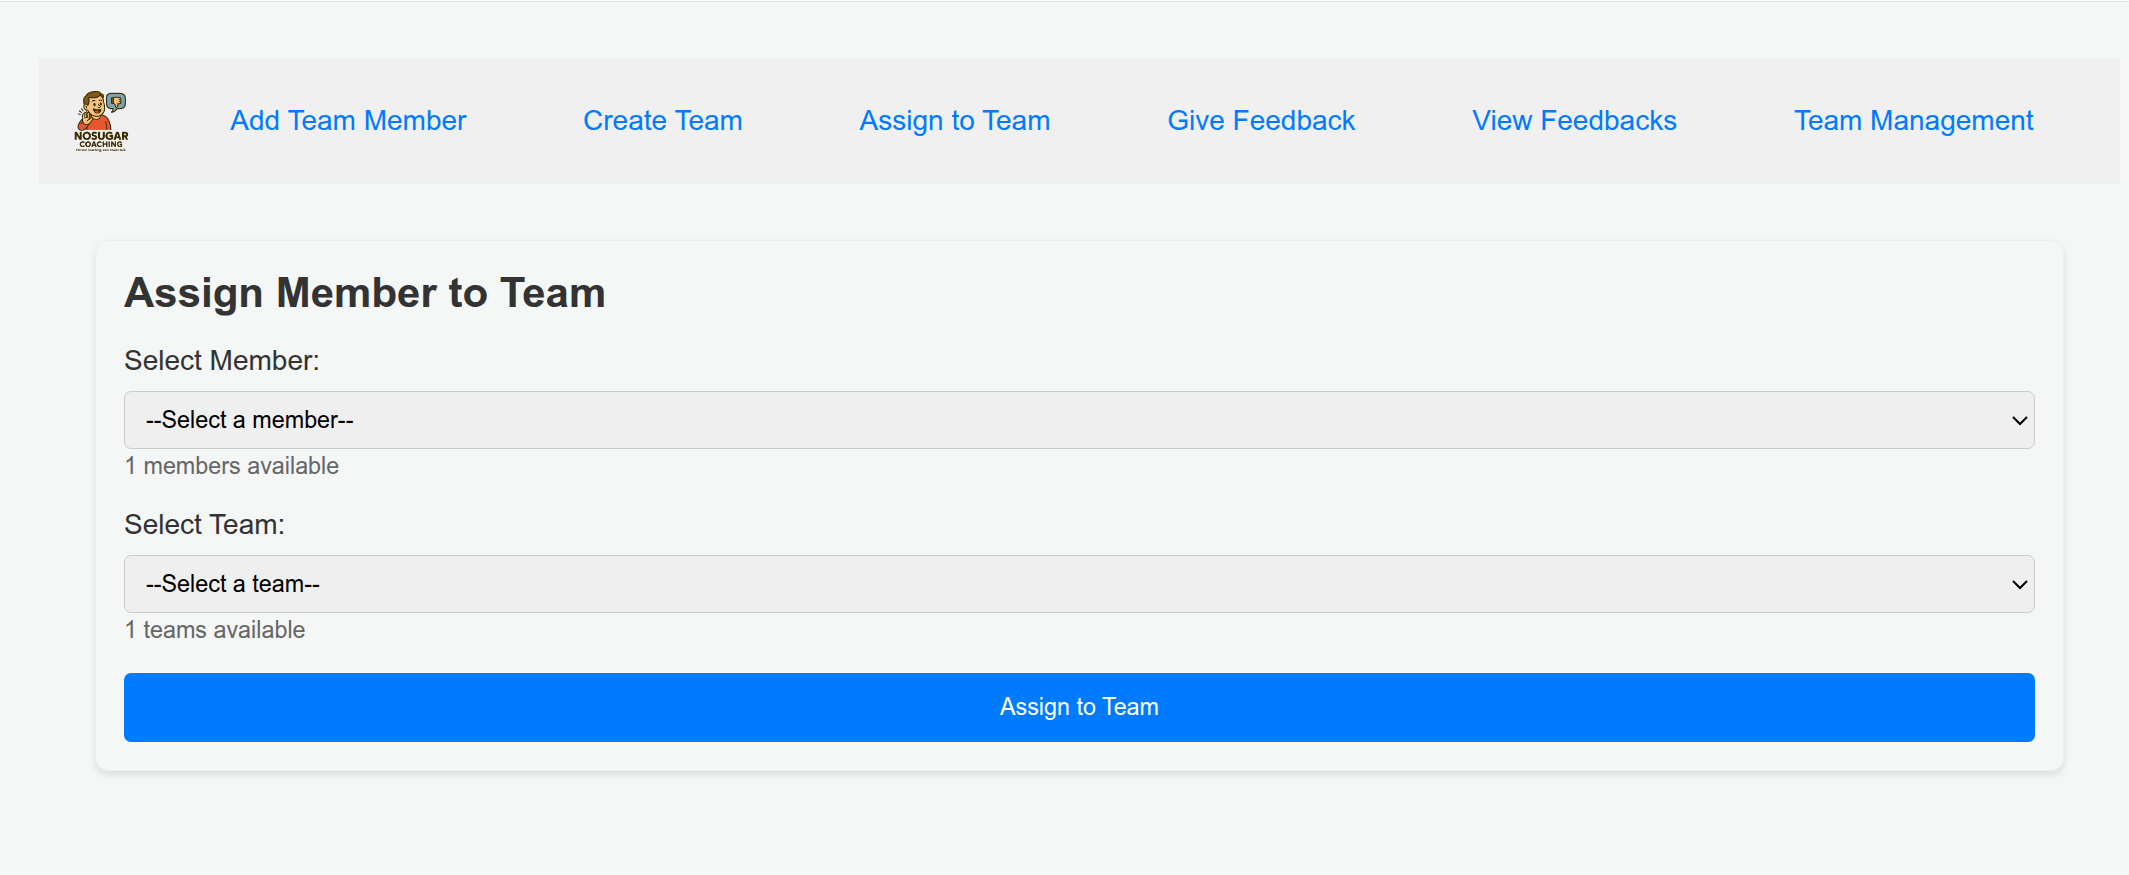 NOSUGAR
COACHING
Add Team Member
Create Team
Assign to Team
Give Feedback
View Feedbacks
Team Management
Assign Member to Team
Select Member:
--Select a member--
1 members available
Select Team:
--Select a team--
1 teams available
Assign to Team